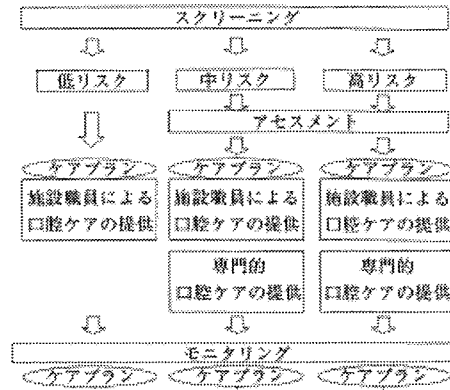 スクリーニング
低リスク 中リスク 高リスク
アセスメント
ケアプラン ケアプラン ケアプラン
施設職員による 施設職員による 施設職員による
口腔ケアの提供 口腔ケアの提供 口腔ケアの提供
専門的 専門的
口腔ケアの提供 口腔ケアの提供
モニタリング
ケアプラン ケアプラン ケアプラン